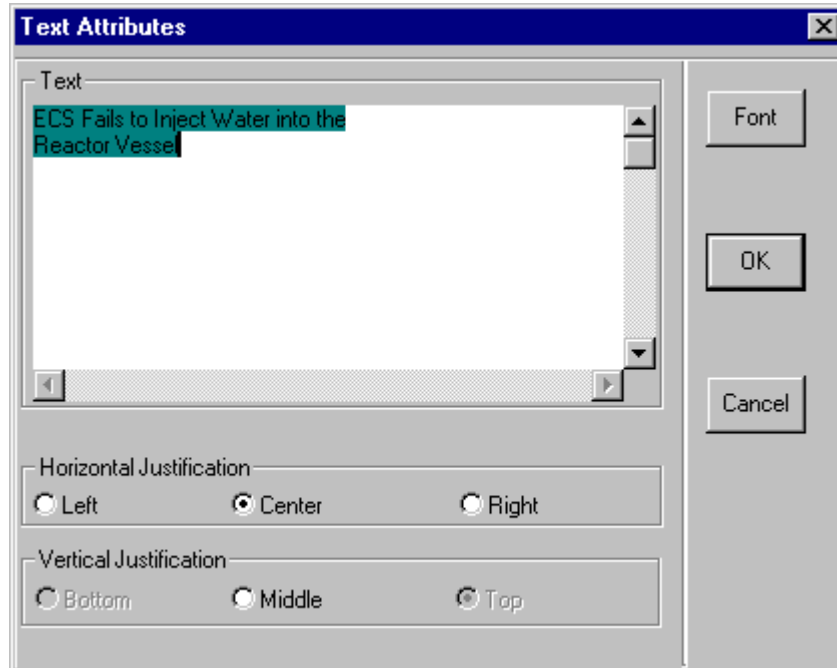 Text Attributes
Text
ECS Fails to Inject Water into the
Reactor Vessel
Font
OK
Cancel
Horizontal Justification
Left Center Right
Vertical Justification
Bottom Middle Top